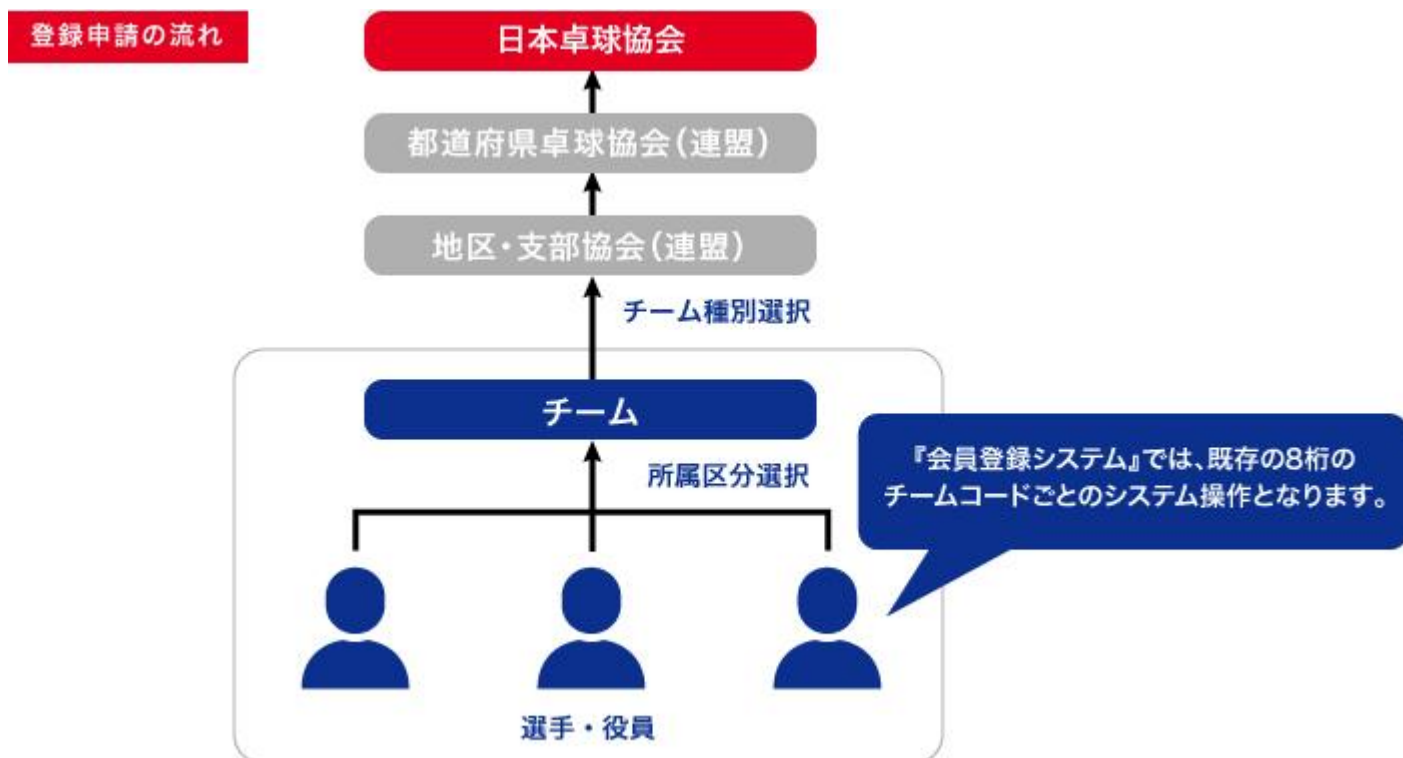 登録申請の流れ
日本卓球協会
都道府県卓球協会(連盟)
地区・支部協会(連盟)
チーム種別選択
チーム
所属区分選択
『会員登録システム』では、既存の8桁の
チームコードごとのシステム操作となります。
選手・役員